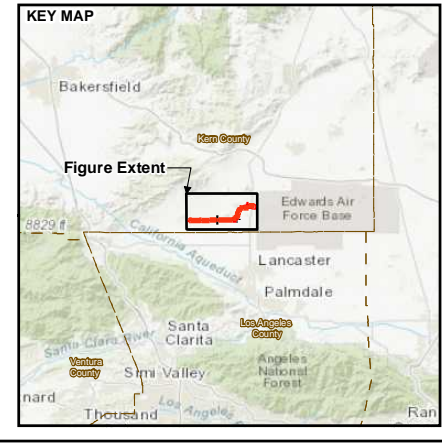 KEY MAP
Bakersfield
Kern County
Figure Extent
Edwards Air
Force Base
8829 ft
California Aqueduct
Lancaster
Palmdale
Santa
Clarita
Los Angeles
County
Santa Clara River
Ventura
County
Simi Valley
Angeles
National
Forest
nard
Thousand
Los Angeles
Ran